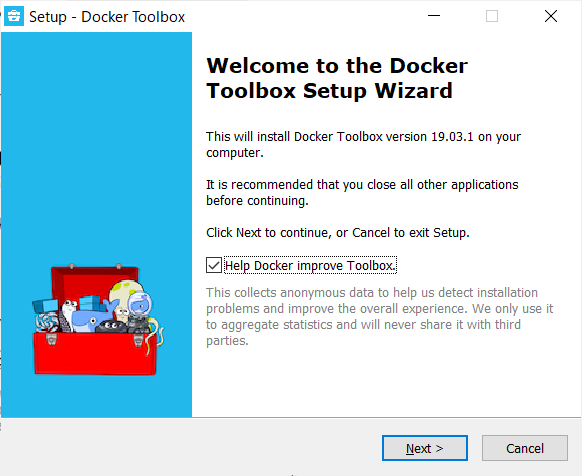 Setup - Docker Toolbox
Welcome to the Docker
Toolbox Setup Wizard
This will install Docker Toolbox version 19.03.1 on your
computer.
It is recommended that you close all other applications
before continuing.
Click Next to continue, or Cancel to exit Setup.
Help Docker improve Toolbox.
This collects anonymous data to help us detect installation
problems and improve the overall experience. We only use it
to aggregate statistics and will never share it with third
parties.
Next >
Cancel